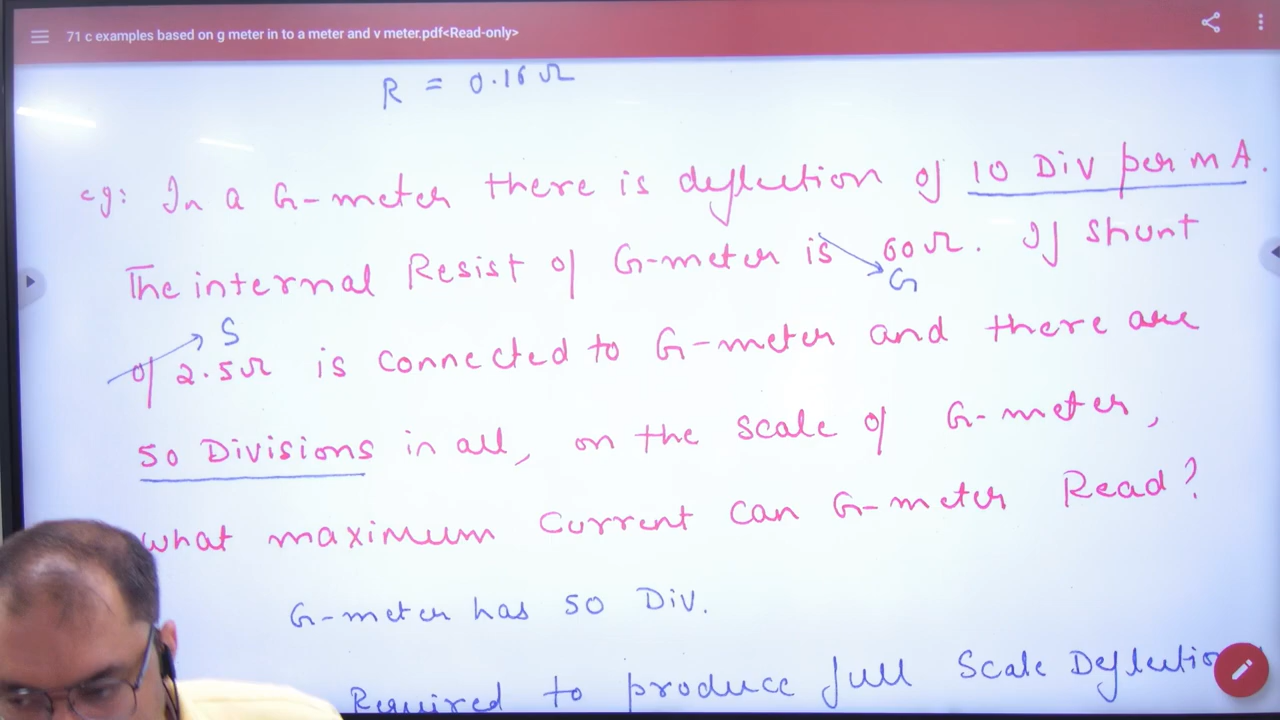 71 c examples based on g meter in to a meter and v meter.pdf<Read-only>
R = 0.16 Ω
eg: In a G-meter there is deflection of 10 Div per mA.
The internal Resist of G-meter is 60Ω. If shunt
G
S
of 2.5Ω is connected to G-meter and there are
50 Divisions in all, on the scale of G-meter,
what maximum current can G-meter Read?
G-meter has 50 Div.
Required to produce full Scale Deflection